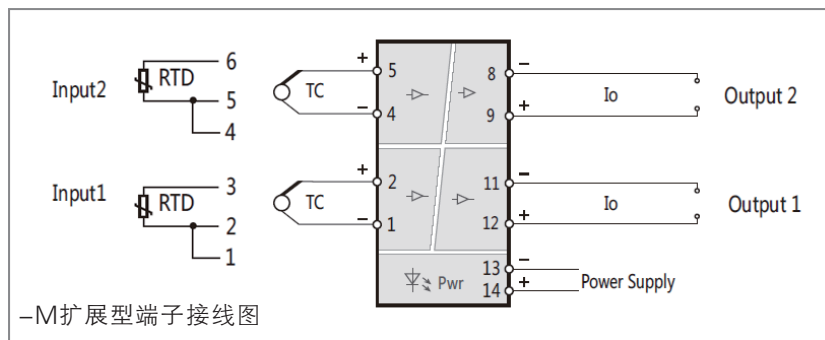 Input2
RTD
6
5
4
+
TC
−
5
4
8
−
9
+
Io
Output 2
Input1
RTD
3
2
1
+
TC
−
2
1
11
−
12
+
Io
Output 1
Pwr
13
−
14
+
Power Supply
–M扩展型端子接线图